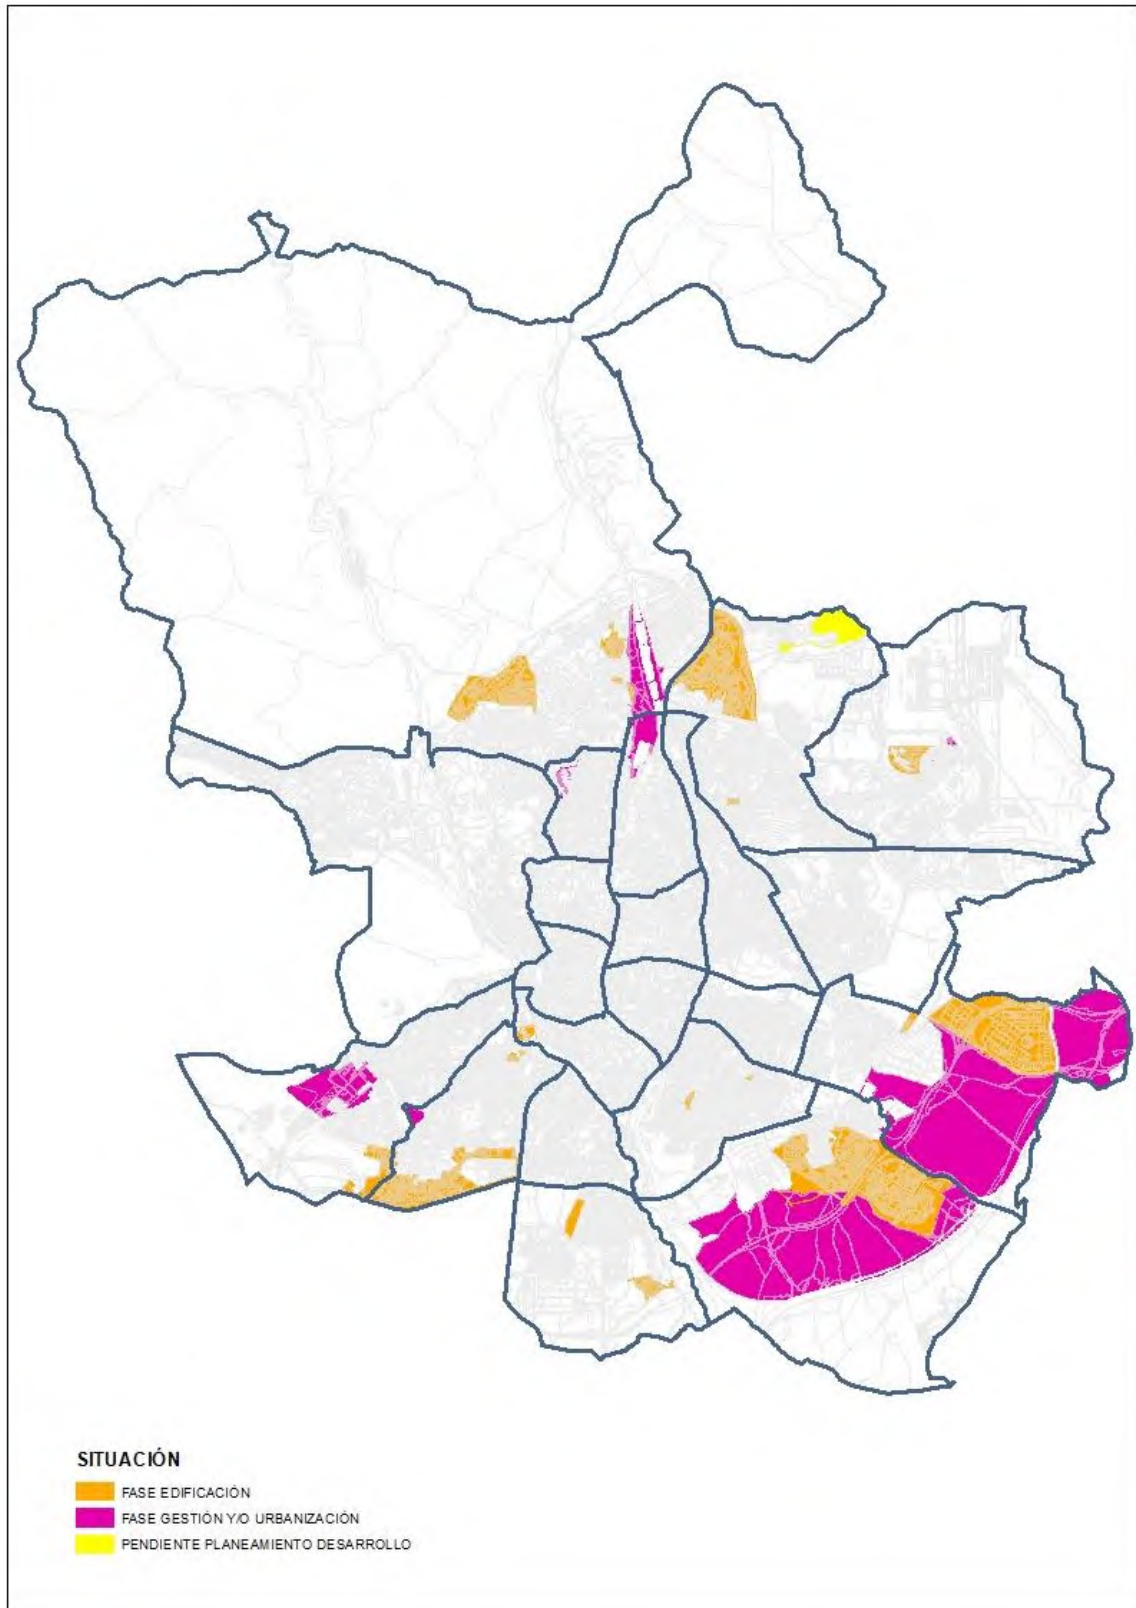 SITUACIÓN
FASE EDIFICACIÓN
FASE GESTIÓN Y/O URBANIZACIÓN
PENDIENTE PLANEAMIENTO DESARROLLO